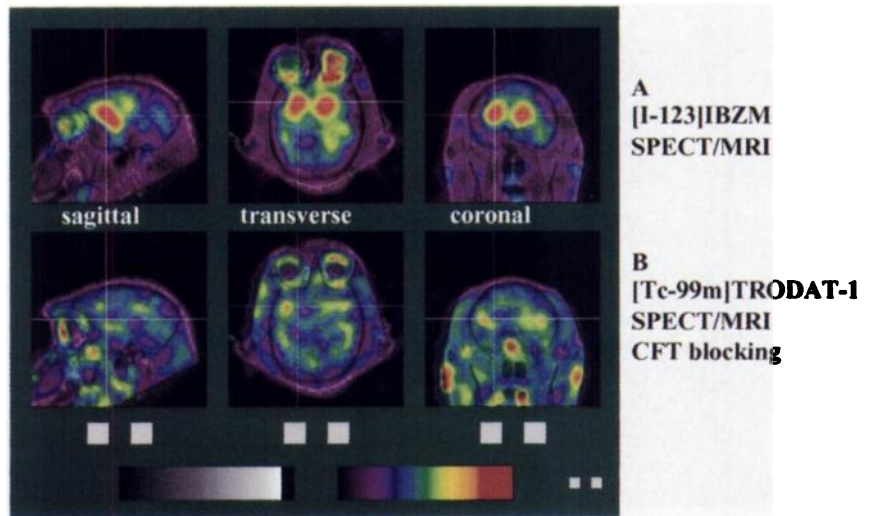 A
[I-123]IBZM
SPECT/MRI
sagittal
transverse
coronal
B
[Tc-99m]TRODAT-1
SPECT/MRI
CFT blocking